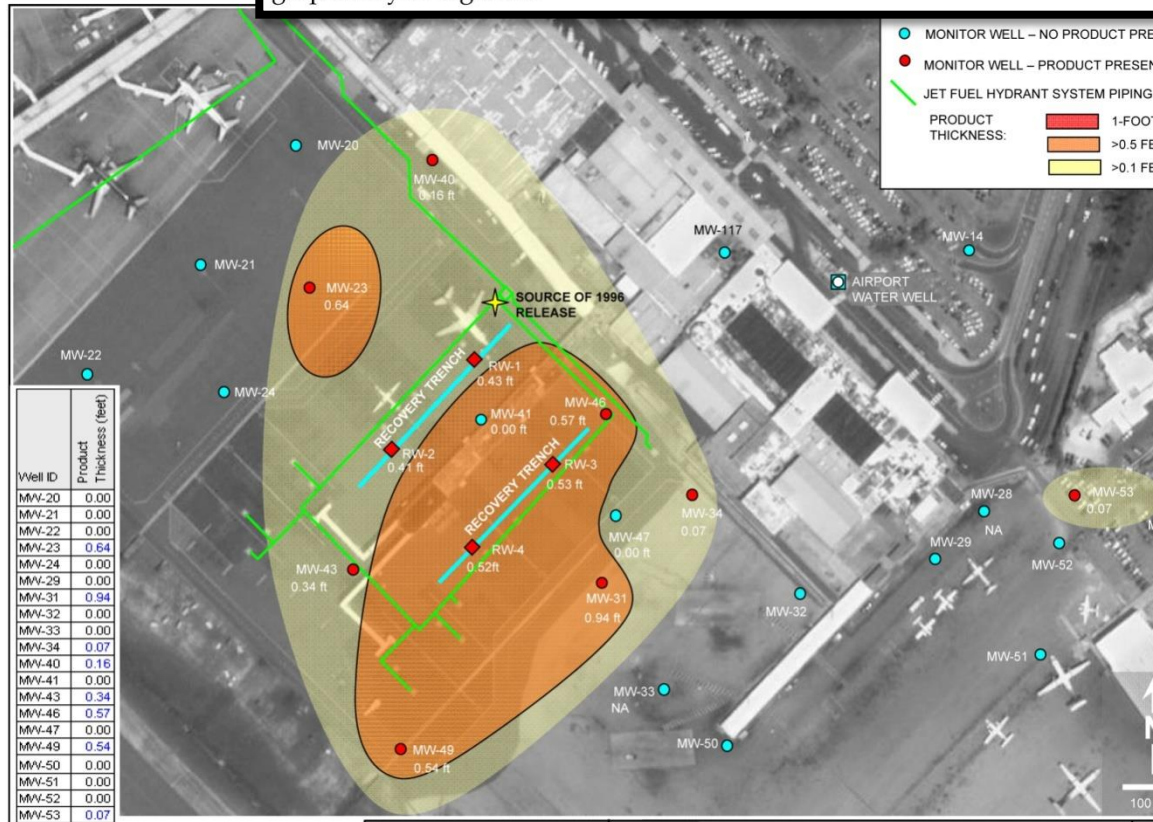 MONITOR WELL – NO PRODUCT PRE
MONITOR WELL – PRODUCT PRESEN
JET FUEL HYDRANT SYSTEM PIPING
PRODUCT
THICKNESS:
1-FOOT
>0.5 FE
>0.1 FE
MW-20
MW-40
0.16 ft
MW-117
MW-14
MW-21
AIRPORT
WATER WELL
MW-23
0.64
SOURCE OF 1996
RELEASE
MW-22
MW-24
RECOVERY TRENCH
RW-1
0.43 ft
MW-41
0.00 ft
MW-46
0.57 ft
RW-2
0.41 ft
RECOVERY TRENCH
RW-3
0.53 ft
MW-34
0.07
MW-28
NA
MW-53
0.07
MW-47
0.00 ft
RW-4
0.52ft
MW-29
MW-52
MW-43
0.34 ft
MW-31
0.94 ft
MW-32
MW-51
MW-33
NA
MW-50
MW-49
0.54 ft
N
100
Well ID Product Thickness (feet)
MW-20 0.00
MW-21 0.00
MW-22 0.00
MW-23 0.64
MW-24 0.00
MW-29 0.00
MW-31 0.94
MW-32 0.00
MW-33 0.00
MW-34 0.07
MW-40 0.16
MW-41 0.00
MW-43 0.34
MW-46 0.57
MW-47 0.00
MW-49 0.54
MW-50 0.00
MW-51 0.00
MW-52 0.00
MW-53 0.07